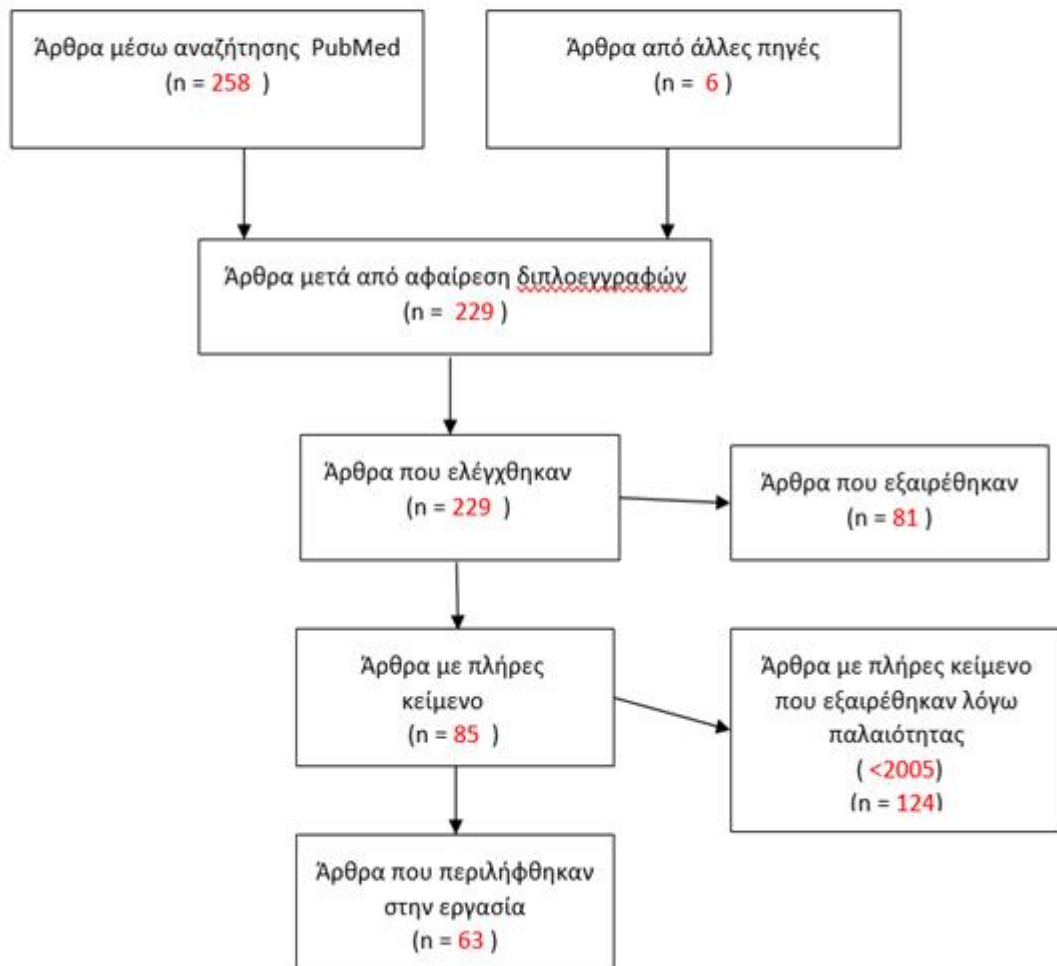 Άρθρα μέσω αναζήτησης PubMed
(n = 258 )
Άρθρα από άλλες πηγές
(n = 6 )
Άρθρα μετά από αφαίρεση διπλοεγγραφών
(n = 229 )
Άρθρα που ελέγχθηκαν
(n = 229 )
Άρθρα που εξαιρέθηκαν
(n = 81 )
Άρθρα με πλήρες
κείμενο
(n = 85 )
Άρθρα με πλήρες κείμενο
που εξαιρέθηκαν λόγω
παλαιότητας
( <2005)
(n = 124)
Άρθρα που περιλήφθηκαν
στην εργασία
(n = 63 )